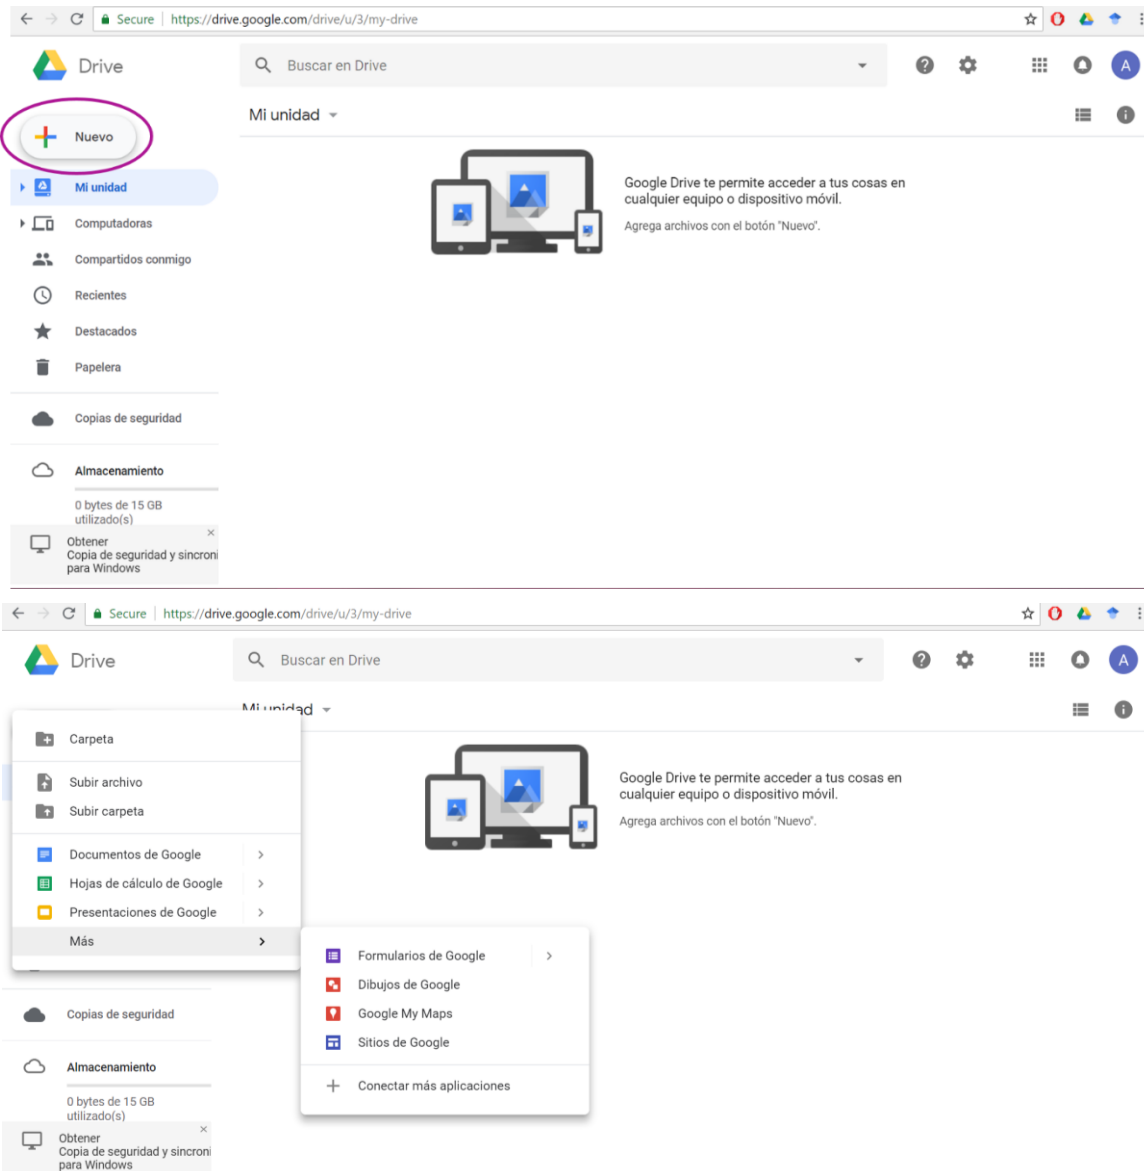 Secure | https://drive.google.com/drive/u/3/my-drive
Drive
Buscar en Drive
A
Nuevo
Mi unidad
Mi unidad
Computadoras
Compartidos conmigo
Recientes
Destacados
Papelera
Copias de seguridad
Almacenamiento
0 bytes de 15 GB
utilizado(s)
Obtener
Copia de seguridad y sincroni
para Windows
Google Drive te permite acceder a tus cosas en
cualquier equipo o dispositivo móvil.
Agrega archivos con el botón "Nuevo".
Secure | https://drive.google.com/drive/u/3/my-drive
Drive
Buscar en Drive
A
Mi unidad
Carpeta
Subir archivo
Subir carpeta
Documentos de Google
Hojas de cálculo de Google
Presentaciones de Google
Más
Formularios de Google
Dibujos de Google
Google My Maps
Sitios de Google
Conectar más aplicaciones
Google Drive te permite acceder a tus cosas en
cualquier equipo o dispositivo móvil.
Agrega archivos con el botón "Nuevo".
Copias de seguridad
Almacenamiento
0 bytes de 15 GB
utilizado(s)
Obtener
Copia de seguridad y sincroni
para Windows